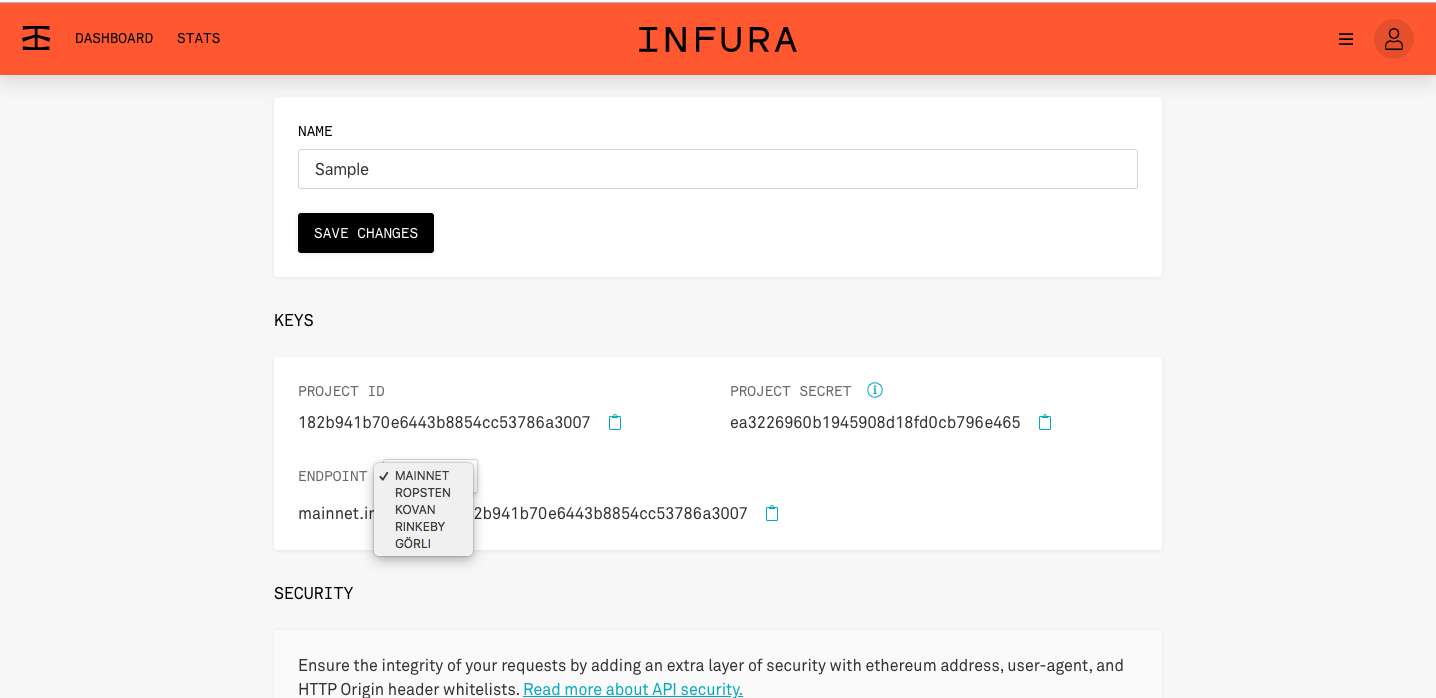 DASHBOARD STATS INFURA
NAME
Sample
SAVE CHANGES
KEYS
PROJECT ID PROJECT SECRET
182b941b70e6443b8854cc53786a3007 ea3226960b1945908d18fd0cb796e465
ENDPOINT ✓ MAINNET
ROPSTEN
KOVAN
RINKEBY
GÖRLI
mainnet.in 2b941b70e6443b8854cc53786a3007
SECURITY
Ensure the integrity of your requests by adding an extra layer of security with ethereum address, user-agent, and
HTTP Origin header whitelists. Read more about API security.